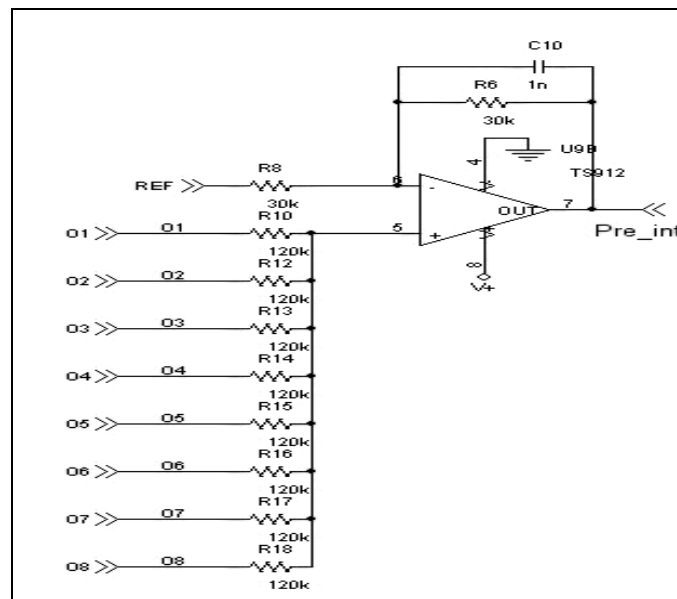 C10
1n
R6
30k
4
U9B
TS912
R8
REF
6
-
30k
R10
OUT
7
Pre_int
O1
O1
5
+
120k
R12
8
V+
O2
O2
120k
R13
O3
O3
120k
R14
O4
O4
120k
R15
O5
O5
120k
R16
O6
O6
120k
R17
O7
O7
120k
R18
O8
O8
120k